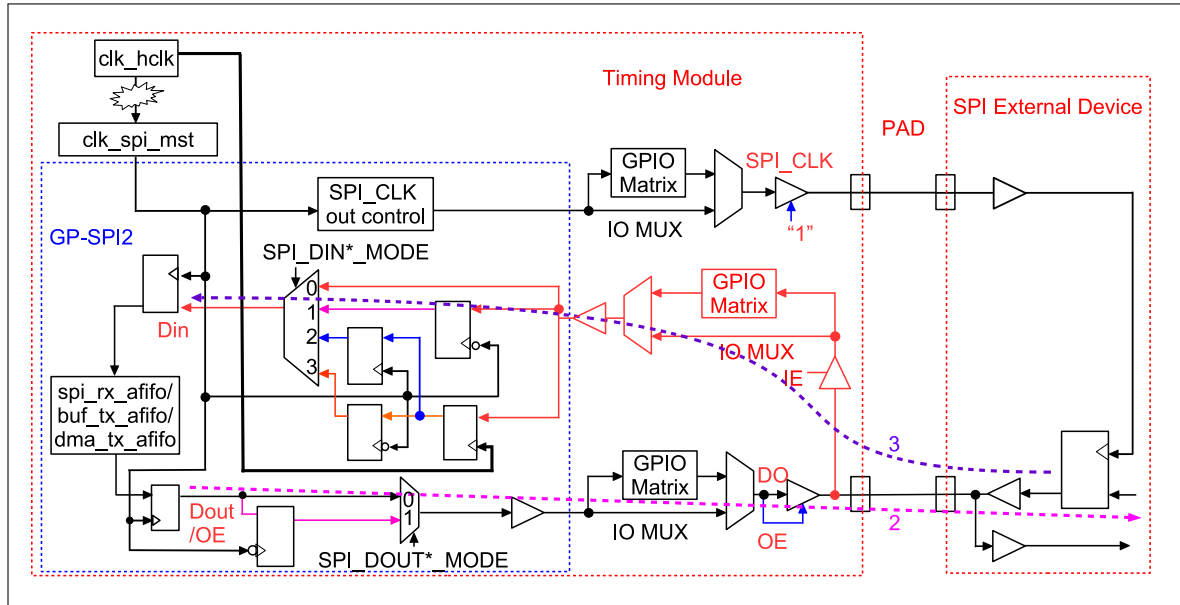 clk_hclk
Timing Module
SPI External Device
PAD
clk_spi_mst
SPI_CLK
out control
GPIO
Matrix
SPI_CLK
IO MUX
“1”
GP-SPI2
SPI_DIN*_MODE
0
1
2
3
Din
GPIO
Matrix
IO MUX
IE
spi_rx_afifo/
buf_tx_afifo/
dma_tx_afifo
3
GPIO
Matrix
DO
Dout
/OE
0
1
IO MUX
OE
2
SPI_DOUT*_MODE